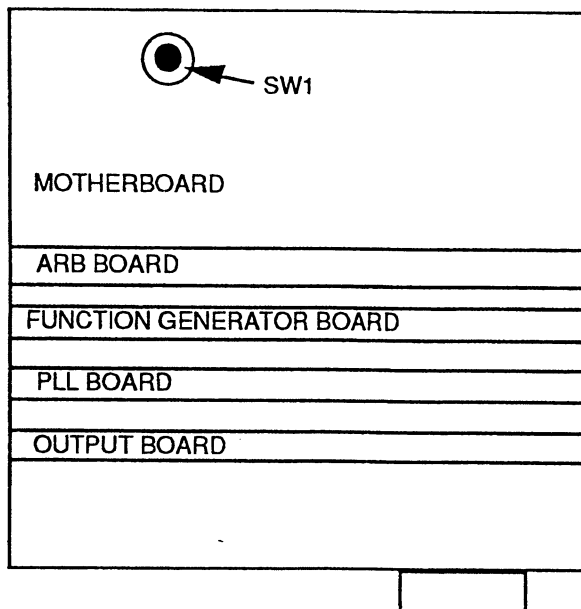 SW1
MOTHERBOARD
ARB BOARD
FUNCTION GENERATOR BOARD
PLL BOARD
OUTPUT BOARD